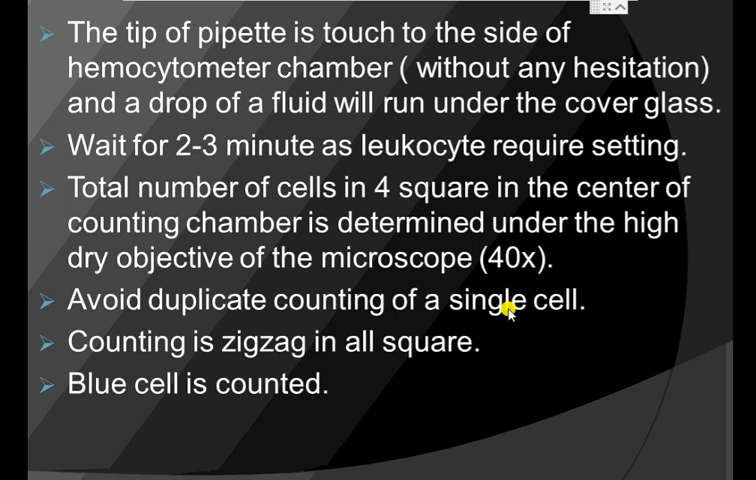 The tip of pipette is touch to the side of
hemocytometer chamber ( without any hesitation)
and a drop of a fluid will run under the cover glass.
Wait for 2-3 minute as leukocyte require setting.
Total number of cells in 4 square in the center of
counting chamber is determined under the high
dry objective of the microscope (40x).
Avoid duplicate counting of a single cell.
Counting is zigzag in all square.
Blue cell is counted.